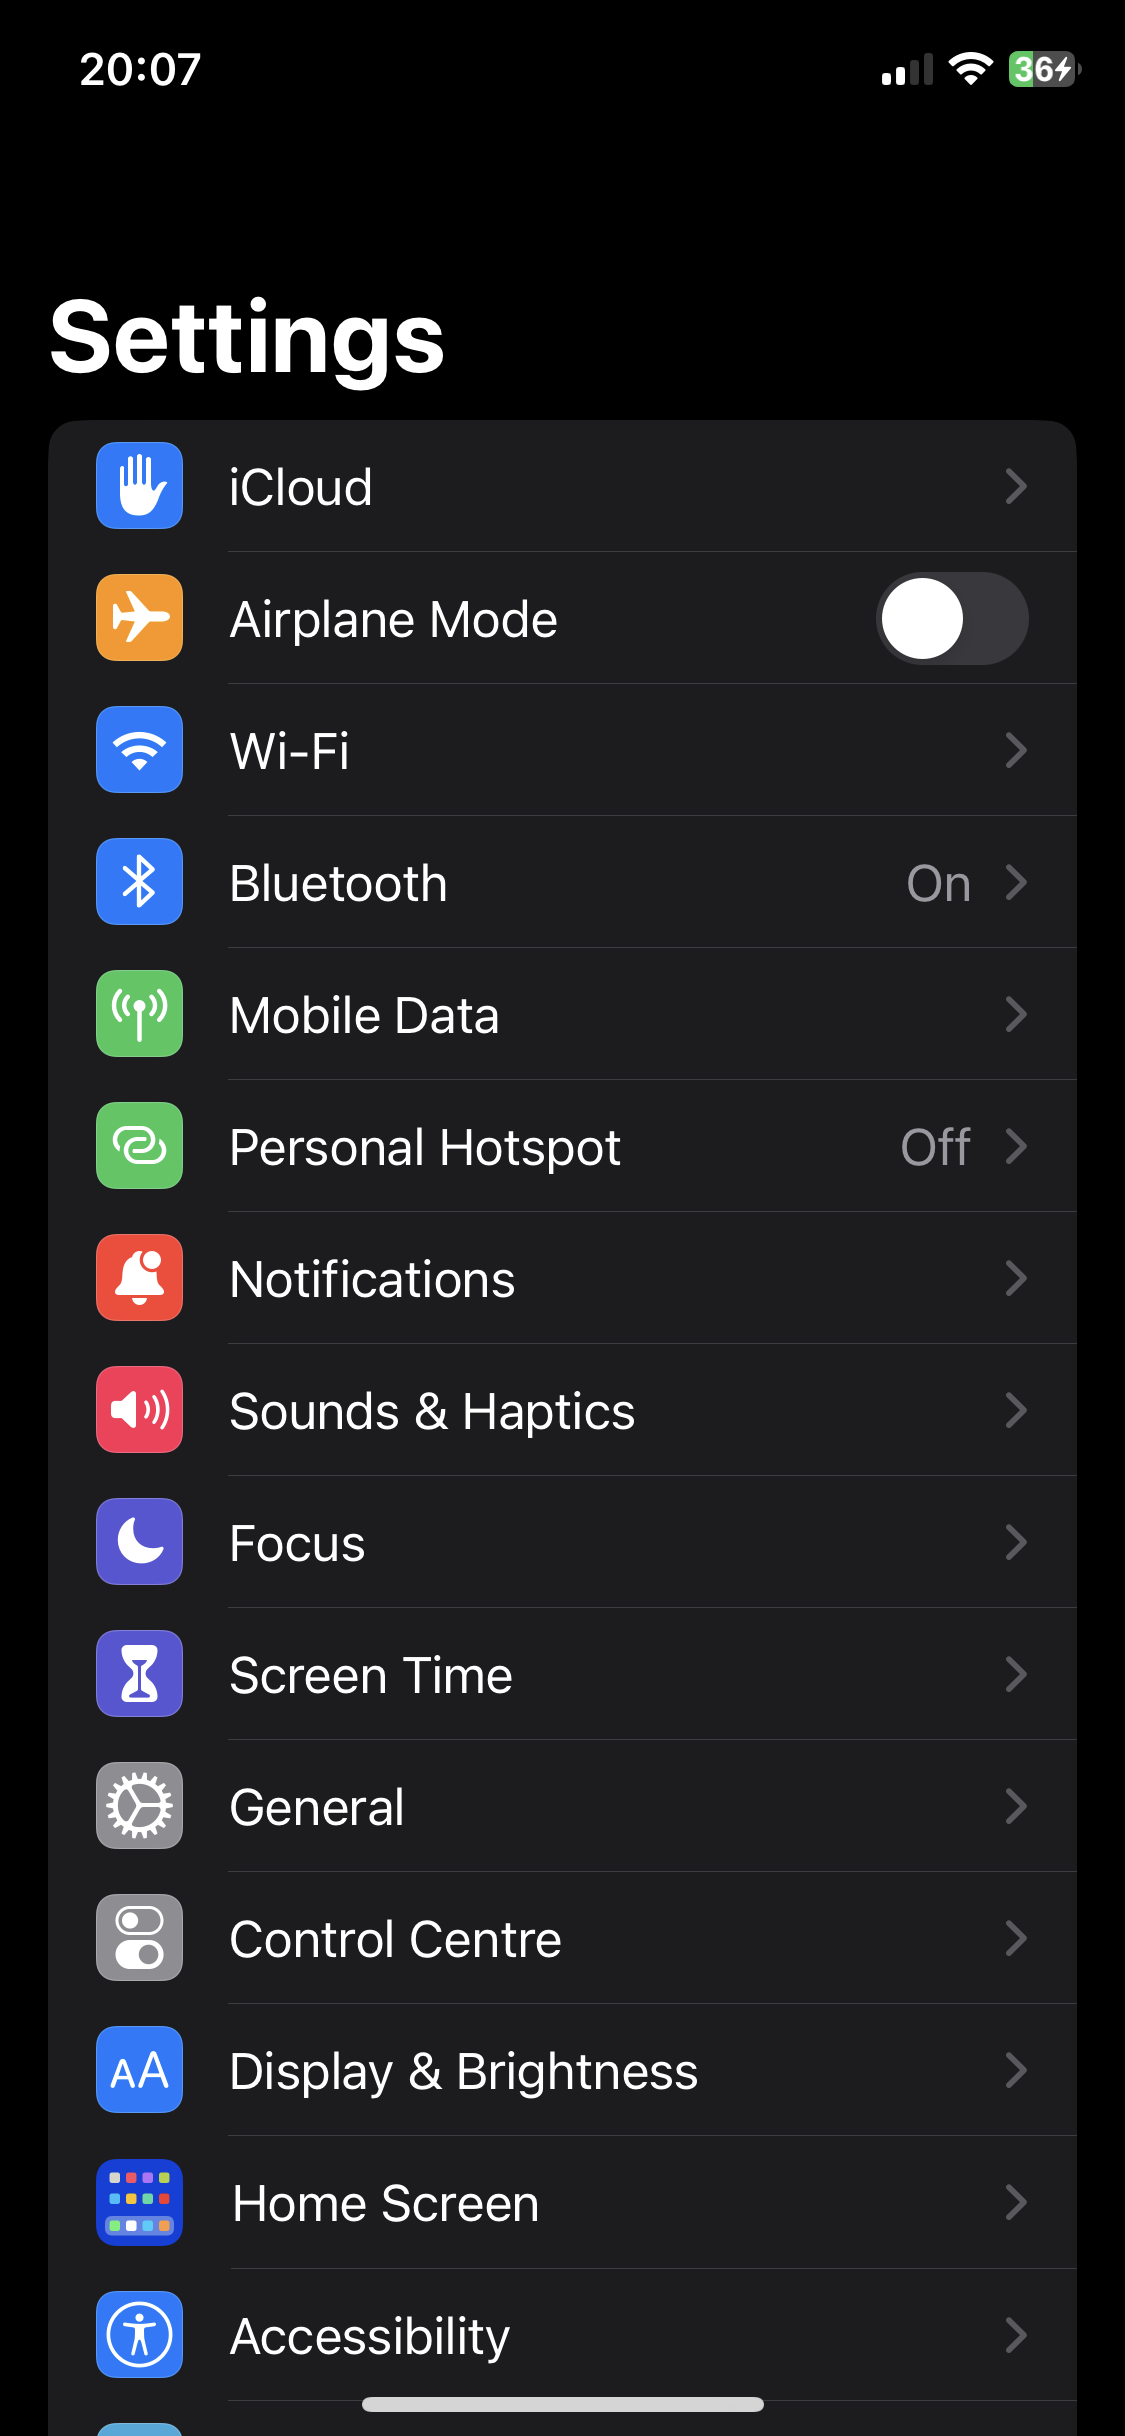 20:07
36
Settings
iCloud
Airplane Mode
Wi-Fi
Bluetooth On
Mobile Data
Personal Hotspot Off
Notifications
Sounds & Haptics
Focus
Screen Time
General
Control Centre
AA Display & Brightness
Home Screen
Accessibility